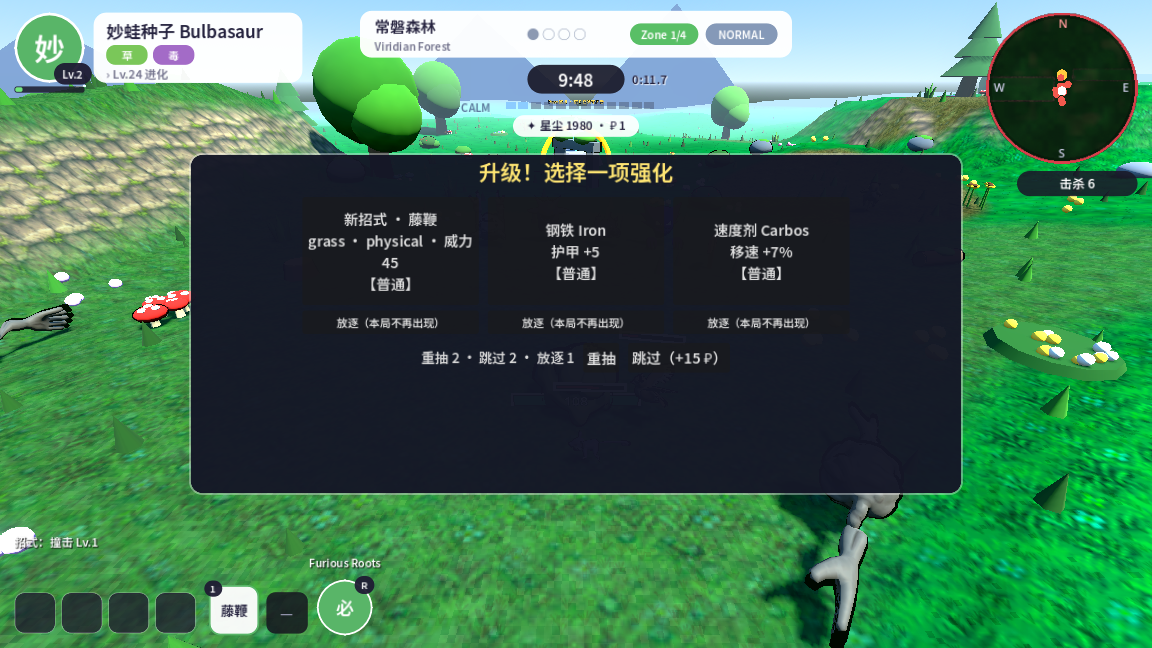 妙
Lv.2
妙蛙种子 Bulbasaur
草
毒
› Lv.24 进化
常磐森林
Viridian Forest
Zone 1/4
NORMAL
9:48
0:11.7
CALM
✦ 星尘 1980 · ₽ 1
N
W
E
S
击杀 6
升级！选择一项强化
新招式 · 藤鞭
grass · physical · 威力
45
【普通】
钢铁 Iron
护甲 +5
【普通】
速度剂 Carbos
移速 +7%
【普通】
放逐（本局不再出现）
放逐（本局不再出现）
放逐（本局不再出现）
重抽 2 · 跳过 2 · 放逐 1
重抽
跳过（+15 ₽）
招式：撞击 Lv.1
Furious Roots
1
藤鞭
—
R
必